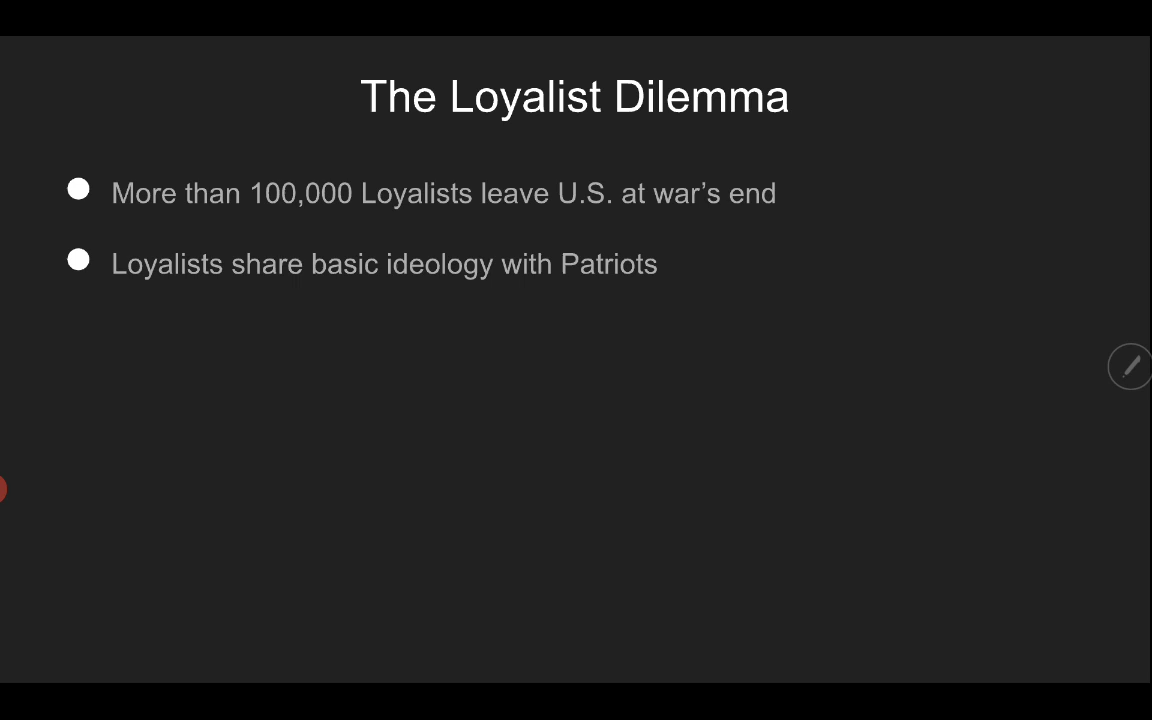 The Loyalist Dilemma
More than 100,000 Loyalists leave U.S. at war’s end
Loyalists share basic ideology with Patriots